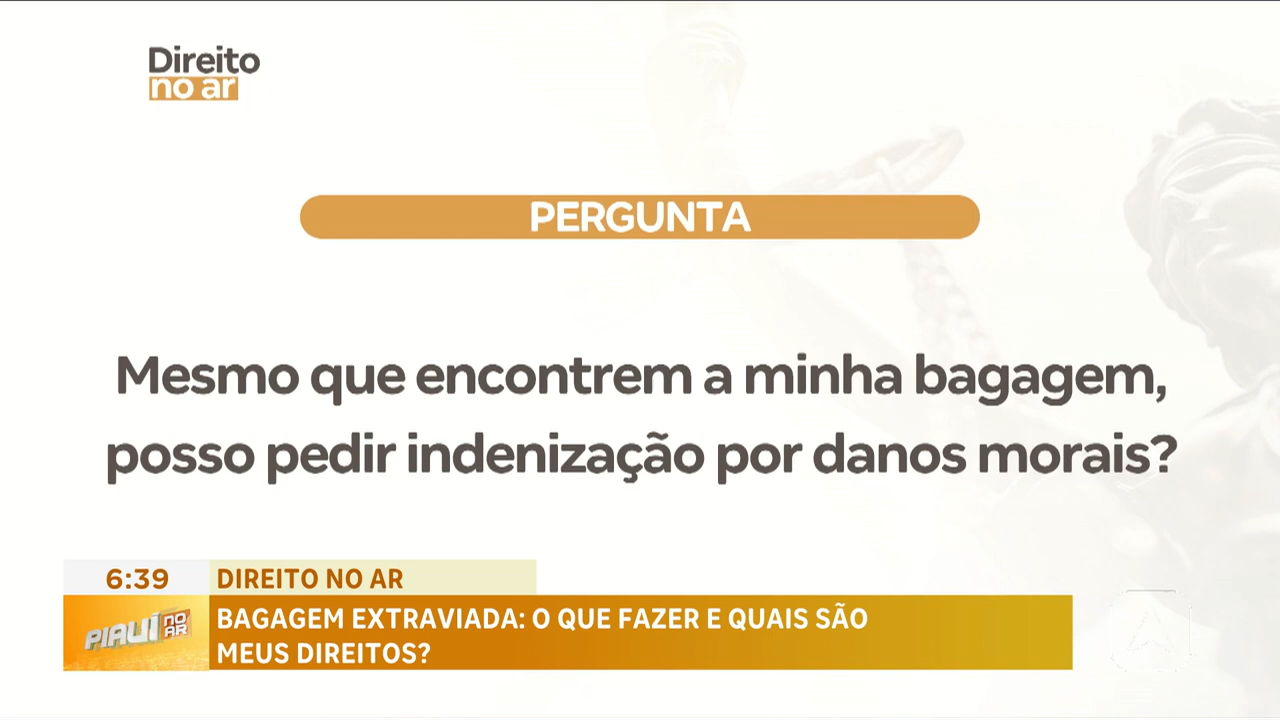 Direito
no ar
PERGUNTA
Mesmo que encontrem a minha bagagem,
posso pedir indenização por danos morais?
6:39 DIREITO NO AR
PIAUÍ NO AR
BAGAGEM EXTRAVIADA: O QUE FAZER E QUAIS SÃO
MEUS DIREITOS?